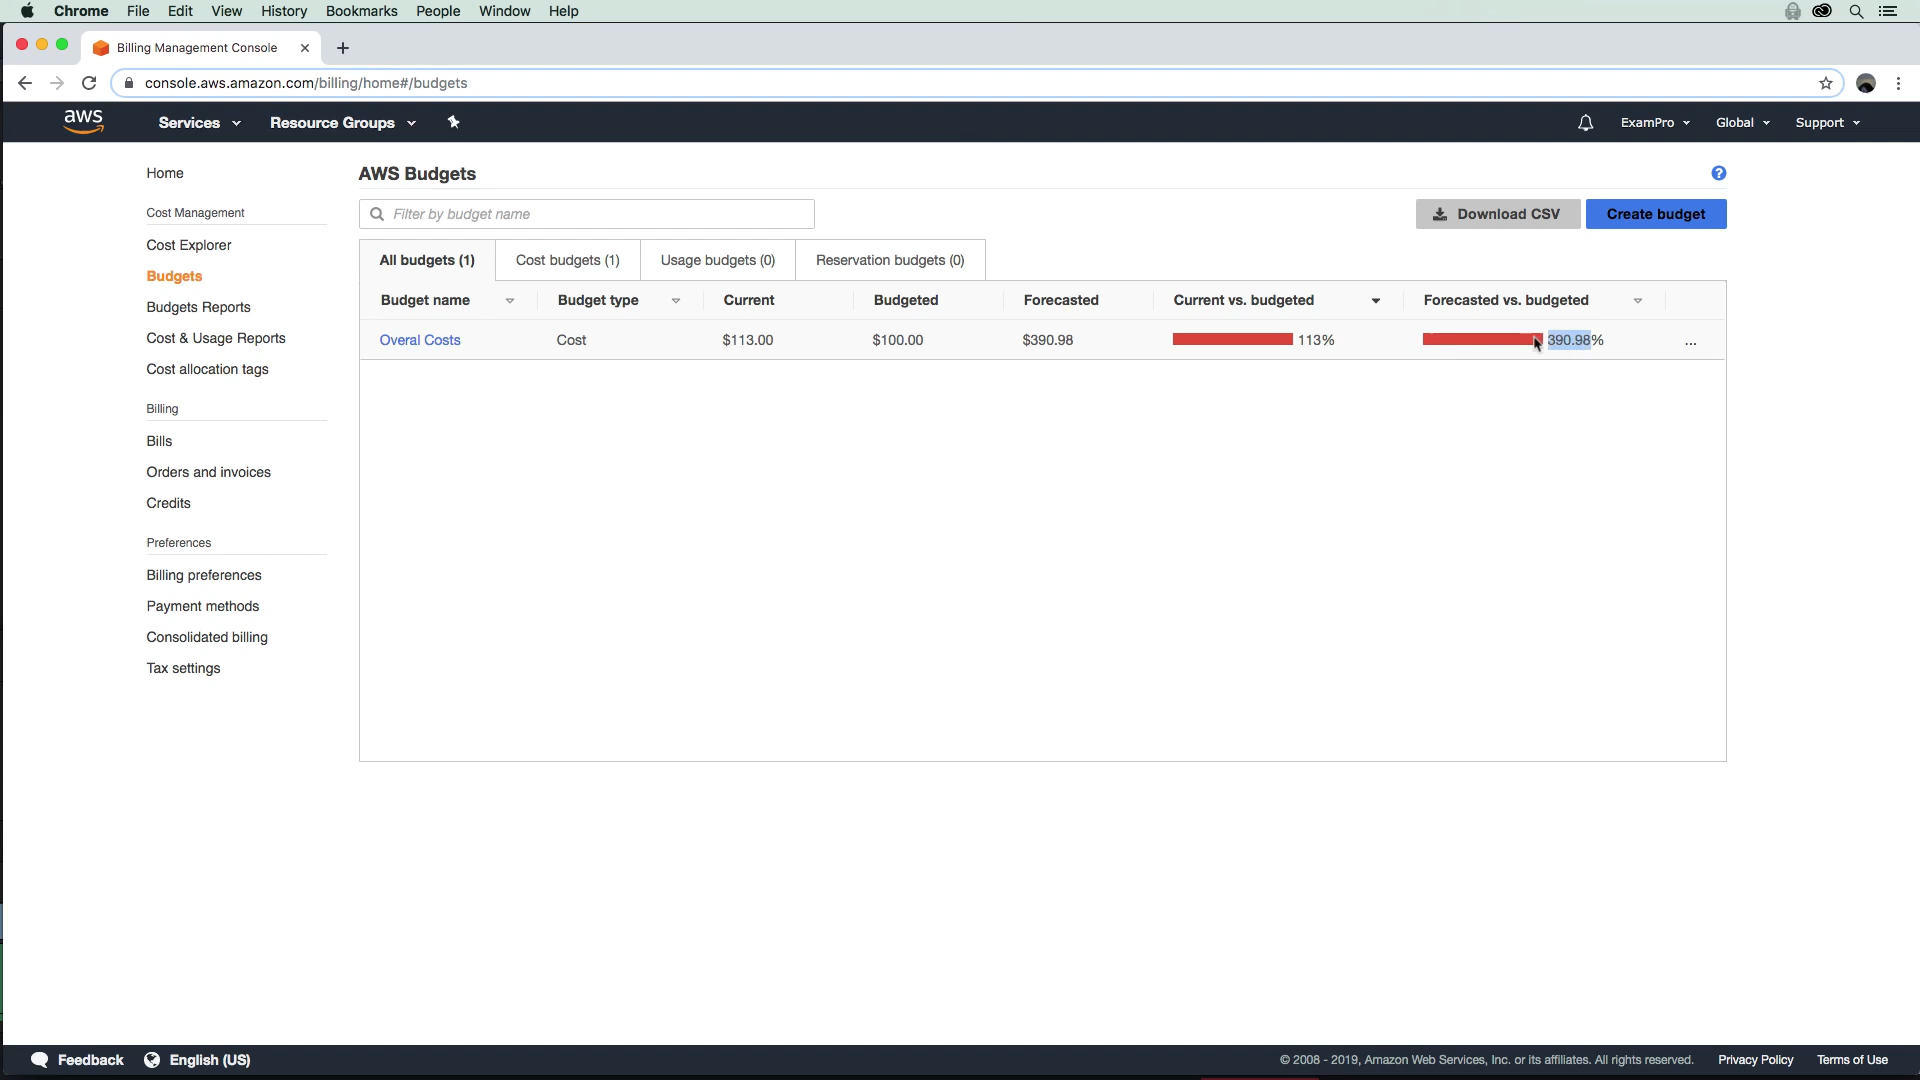 Chrome File Edit View History Bookmarks People Window Help
Billing Management Console
console.aws.amazon.com/billing/home#/budgets
aws Services Resource Groups ExamPro Global Support
Home
Cost Management
Cost Explorer
Budgets
Budgets Reports
Cost & Usage Reports
Cost allocation tags
Billing
Bills
Orders and invoices
Credits
Preferences
Billing preferences
Payment methods
Consolidated billing
Tax settings
AWS Budgets ?
Filter by budget name Download CSV Create budget
All budgets (1) Cost budgets (1) Usage budgets (0) Reservation budgets (0)
Budget name Budget type Current Budgeted Forecasted Current vs. budgeted Forecasted vs. budgeted
Overal Costs Cost $113.00 $100.00 $390.98 113% 390.98% ...
Feedback English (US) © 2008 - 2019, Amazon Web Services, Inc. or its affiliates. All rights reserved. Privacy Policy Terms of Use